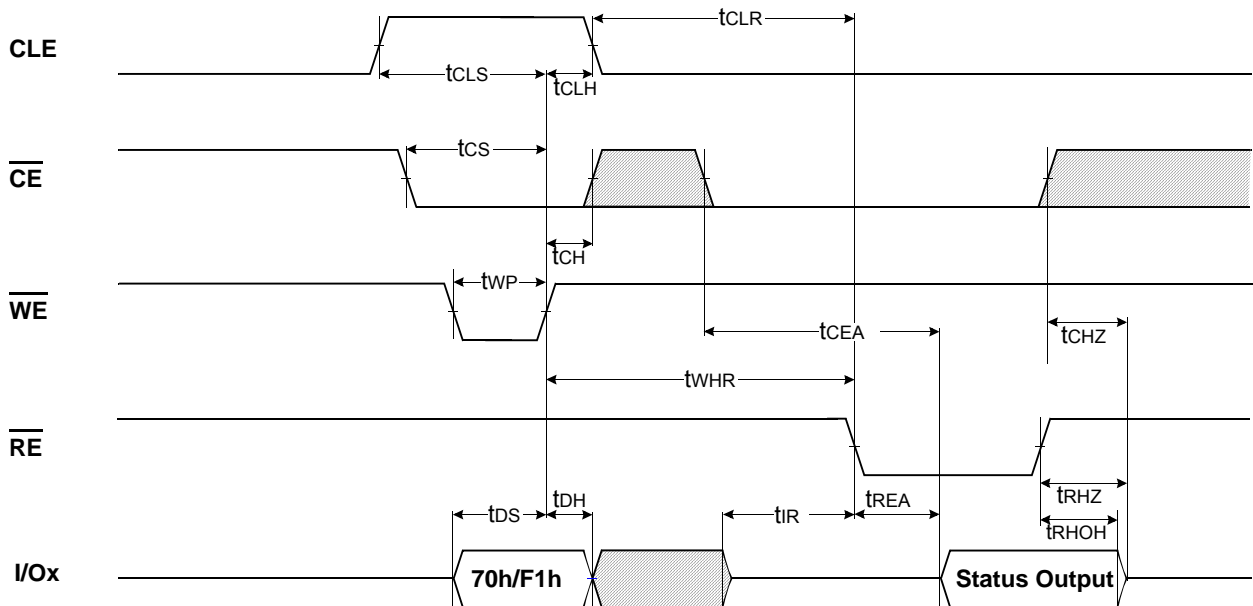 CLE
tCLR
tCLS
tCLH
CE
tCS
tCH
WE
tWP
tCEA
tCHZ
tWHR
RE
tDS
tDH
tIR
tREA
tRHZ
tRHOH
I/Ox
70h/F1h
Status Output